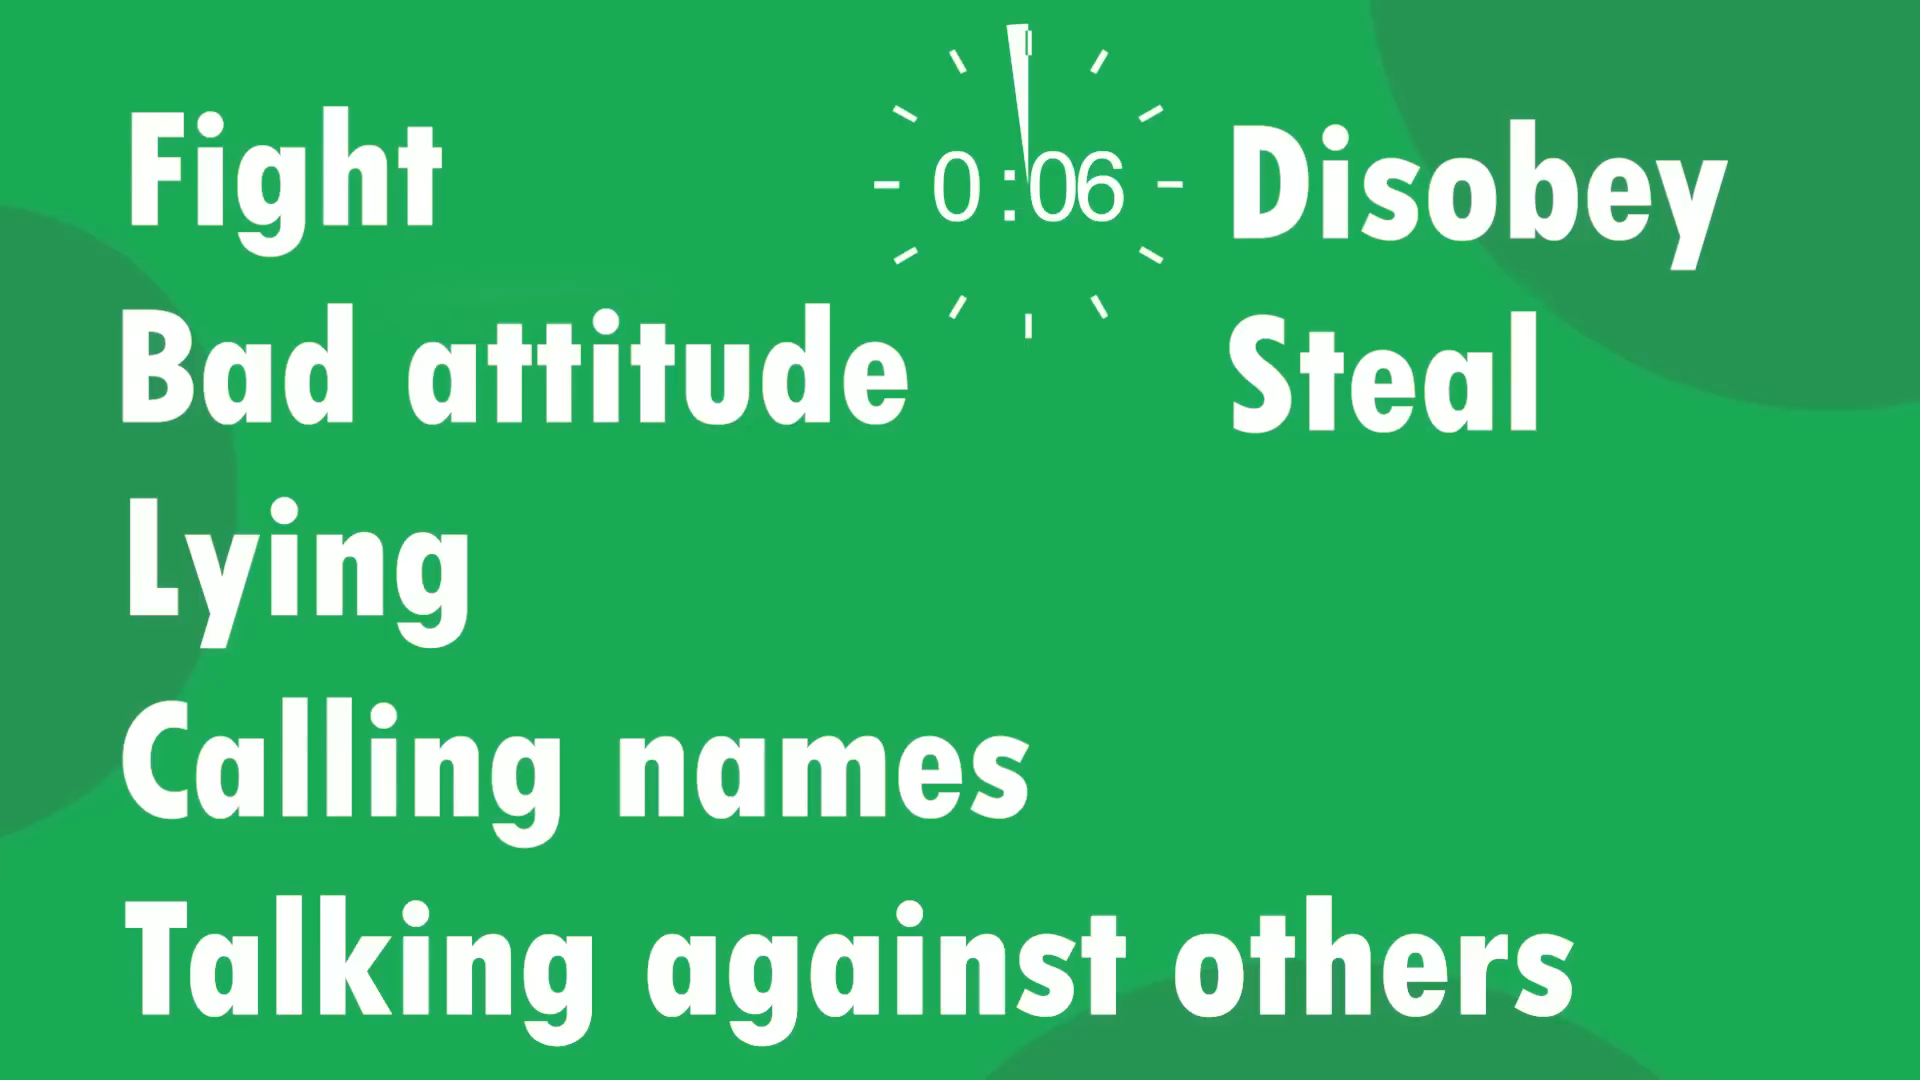 Fight
0:06
Disobey
Bad attitude
Steal
Lying
Calling names
Talking against others